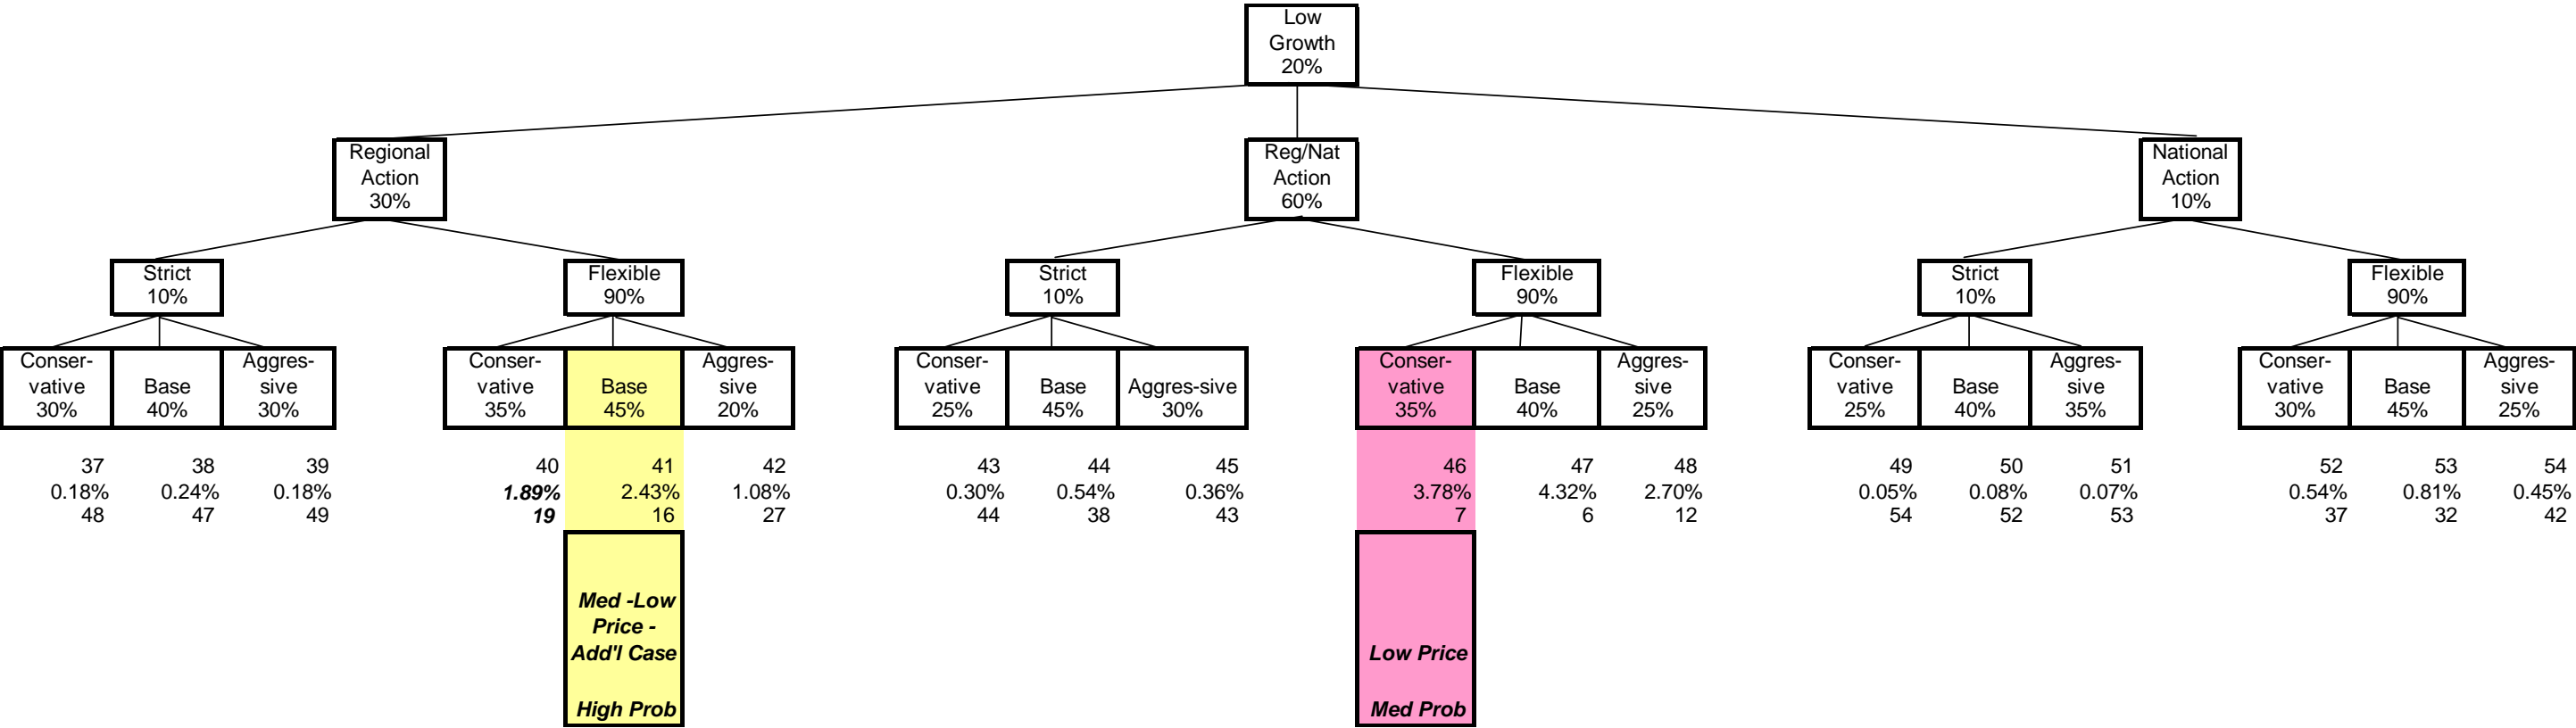 Low
Growth
20%
Regional
Action
30%
Reg/Nat
Action
60%
National
Action
10%
Strict
10%
Flexible
90%
Strict
10%
Flexible
90%
Strict
10%
Flexible
90%
Conser-
vative
30%
Base
40%
Aggres-
sive
30%
Conser-
vative
35%
Base
45%
Aggres-
sive
20%
Conser-
vative
25%
Base
45%
Aggres-sive
30%
Conser-
vative
35%
Base
40%
Aggres-
sive
25%
Conser-
vative
25%
Base
40%
Aggres-
sive
35%
Conser-
vative
30%
Base
45%
Aggres-
sive
25%
37 38 39 40 41 42 43 44 45 46 47 48 49 50 51 52 53 54
0.18% 0.24% 0.18% 1.89% 2.43% 1.08% 0.30% 0.54% 0.36% 3.78% 4.32% 2.70% 0.05% 0.08% 0.07% 0.54% 0.81% 0.45%
48 47 49 19 16 27 44 38 43 7 6 12 54 52 53 37 32 42
Med -Low
Price -
Add'l Case
High Prob
Low Price
Med Prob